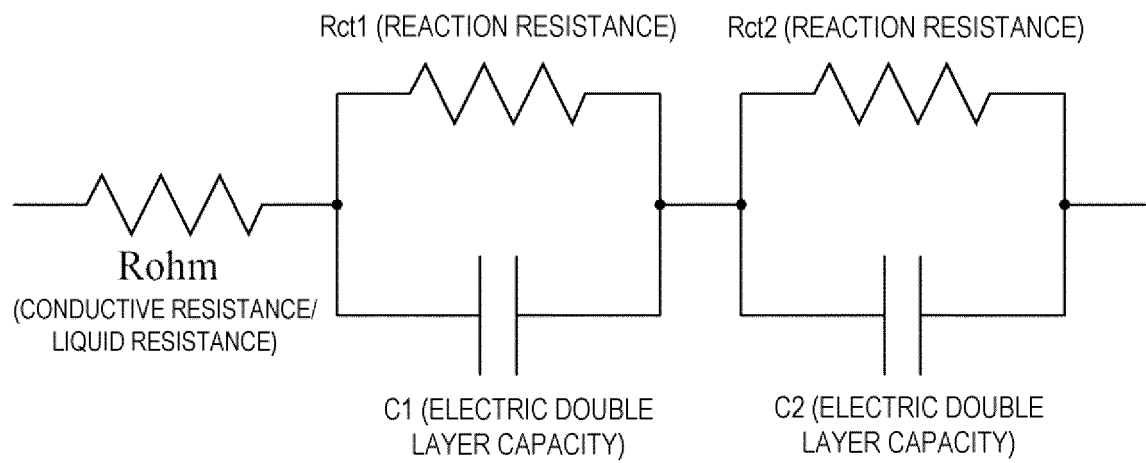 Rct1 (REACTION RESISTANCE)
Rct2 (REACTION RESISTANCE)
Rohm
(CONDUCTIVE RESISTANCE/
LIQUID RESISTANCE)
C1 (ELECTRIC DOUBLE
LAYER CAPACITY)
C2 (ELECTRIC DOUBLE
LAYER CAPACITY)